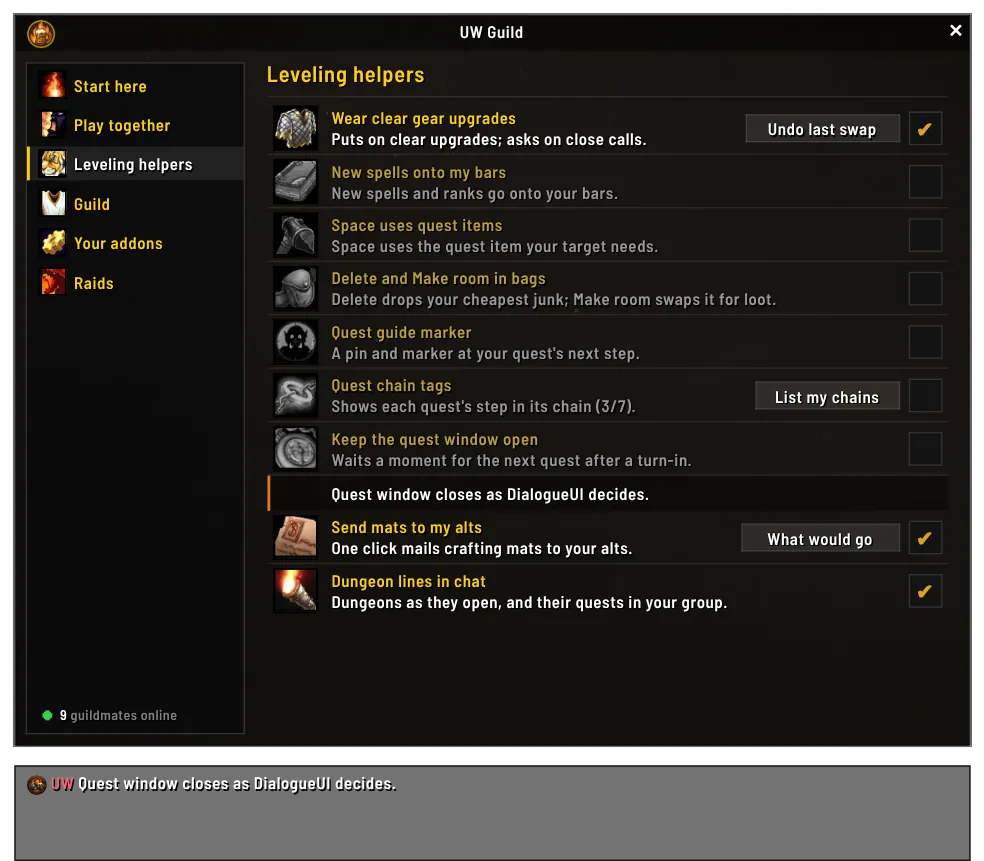 UW Guild
Start here
Play together
Leveling helpers
Guild
Your addons
Raids
9 guildmates online
Leveling helpers
Wear clear gear upgrades
Puts on clear upgrades; asks on close calls.
Undo last swap
New spells onto my bars
New spells and ranks go onto your bars.
Space uses quest items
Space uses the quest item your target needs.
Delete and Make room in bags
Delete drops your cheapest junk; Make room swaps it for loot.
Quest guide marker
A pin and marker at your quest's next step.
Quest chain tags
Shows each quest's step in its chain (3/7).
List my chains
Keep the quest window open
Waits a moment for the next quest after a turn-in.
Quest window closes as DialogueUI decides.
Send mats to my alts
One click mails crafting mats to your alts.
What would go
Dungeon lines in chat
Dungeons as they open, and their quests in your group.
UW Quest window closes as DialogueUI decides.